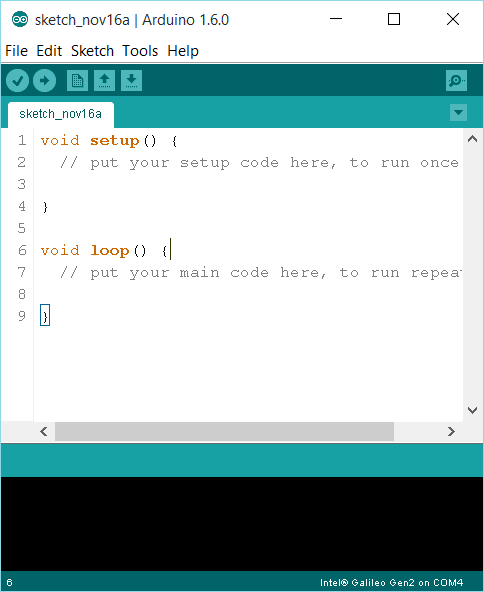 sketch_nov16a | Arduino 1.6.0
File Edit Sketch Tools Help
sketch_nov16a
1 void setup() {
2   // put your setup code here, to run once
3
4 }
5
6 void loop() {
7   // put your main code here, to run repea
8
9 }
6 Intel® Galileo Gen2 on COM4